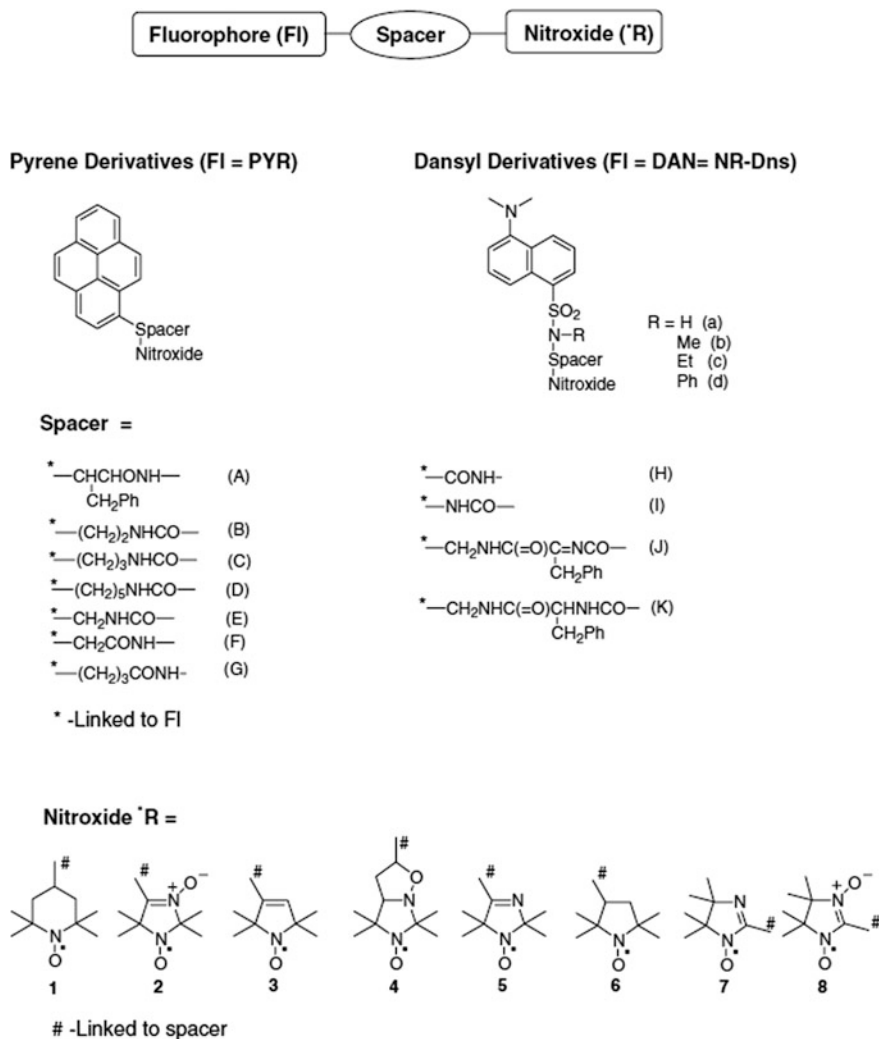 Fluorophore (Fl) Spacer Nitroxide (•R)
Pyrene Derivatives (Fl = PYR)
Dansyl Derivatives (Fl = DAN= NR-Dns)
Spacer
Nitroxide
N
SO₂
N–R
Spacer
Nitroxide
R = H (a)
Me (b)
Et (c)
Ph (d)
Spacer =
*—CHCHONH— (A)
CH₂Ph
*—(CH₂)₂NHCO— (B)
*—(CH₂)₃NHCO— (C)
*—(CH₂)₅NHCO— (D)
*—CH₂NHCO— (E)
*—CH₂CONH— (F)
*—(CH₂)₃CONH- (G)
*—CONH- (H)
*—NHCO— (I)
*—CH₂NHC(=O)C=NCO— (J)
CH₂Ph
*—CH₂NHC(=O)CHNHCO— (K)
CH₂Ph
* -Linked to Fl
Nitroxide •R =
# # # # # #
N⁺ O⁻ O N N N N⁺ O⁻
# #
N• N• N• N• N• N• N• N•
O O O O O O O O
1 2 3 4 5 6 7 8
# -Linked to spacer